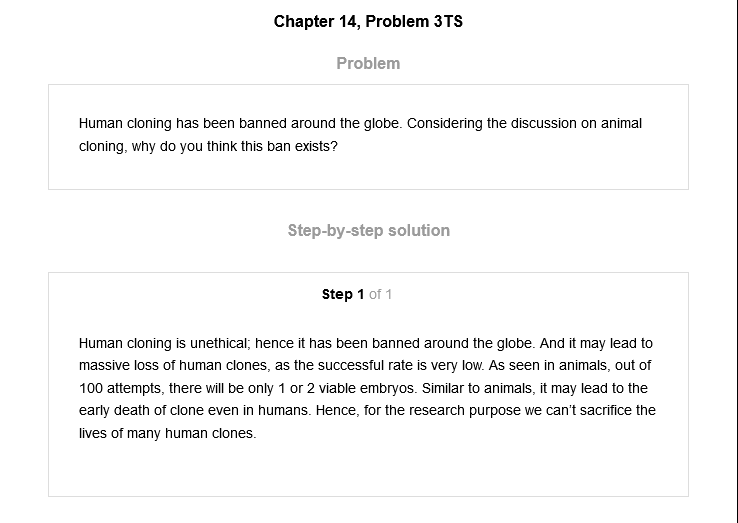 Chapter 14, Problem 3TS
Problem
Human cloning has been banned around the globe. Considering the discussion on animal
cloning, why do you think this ban exists?
Step-by-step solution
Step 1 of 1
Human cloning is unethical; hence it has been banned around the globe. And it may lead to
massive loss of human clones, as the successful rate is very low. As seen in animals, out of
100 attempts, there will be only 1 or 2 viable embryos. Similar to animals, it may lead to the
early death of clone even in humans. Hence, for the research purpose we can’t sacrifice the
lives of many human clones.